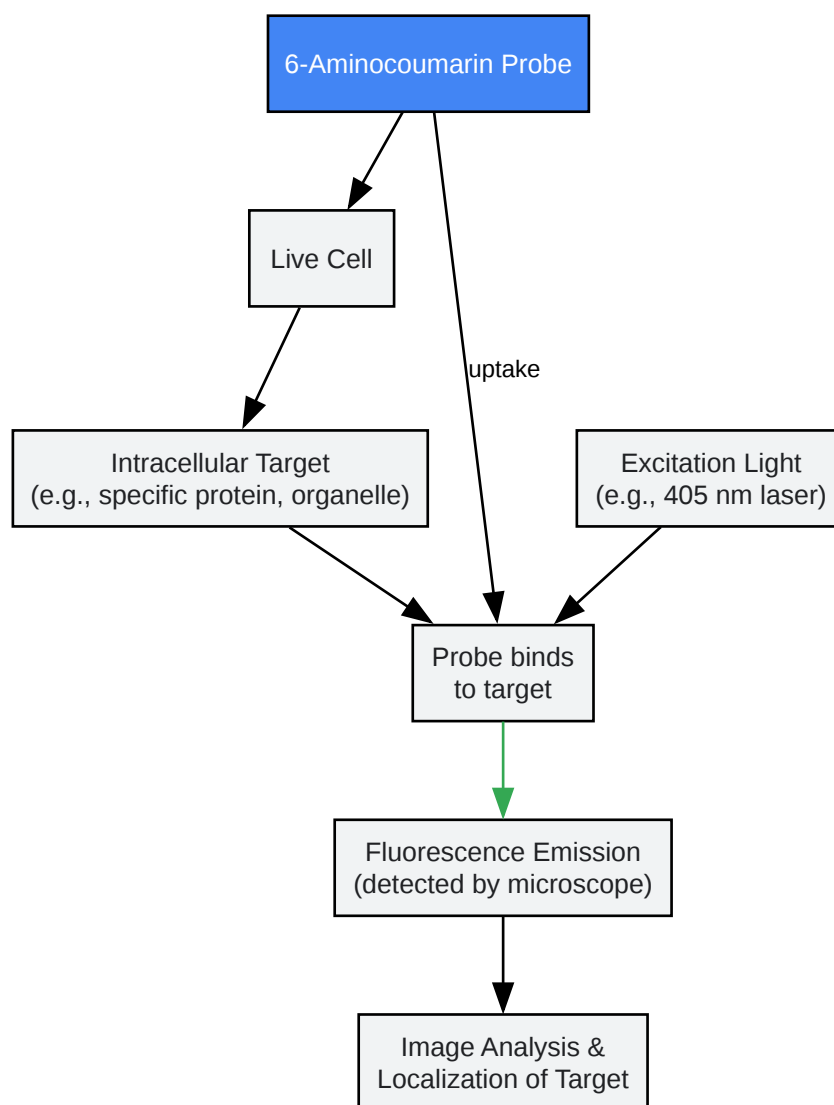 6-Aminocoumarin Probe
Live Cell
uptake
Intracellular Target
(e.g., specific protein, organelle)
Excitation Light
(e.g., 405 nm laser)
Probe binds
to target
Fluorescence Emission
(detected by microscope)
Image Analysis &
Localization of Target